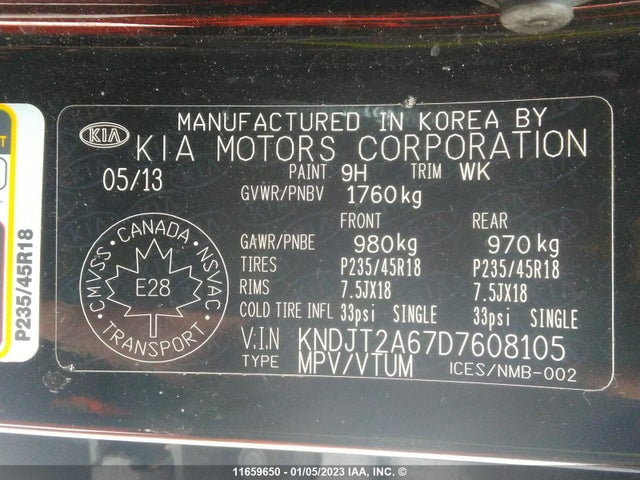 MANUFACTURED IN KOREA BY
KIA KIA MOTORS CORPORATION
05/13 PAINT 9H TRIM WK
GVWR/PNBV 1760kg
FRONT REAR
GAWR/PNBE 980kg 970kg
TIRES P235/45R18 P235/45R18
RIMS 7.5JX18 7.5JX18
COLD TIRE INFL 33psi SINGLE 33psi SINGLE
V.I.N KNDJT2A67D7608105
TYPE MPV/VTUM ICES/NMB-002
CMVSS · CANADA · NSVAC
E28
TRANSPORT
P235/45R18
11659650 - 01/05/2023 IAA, INC. ©